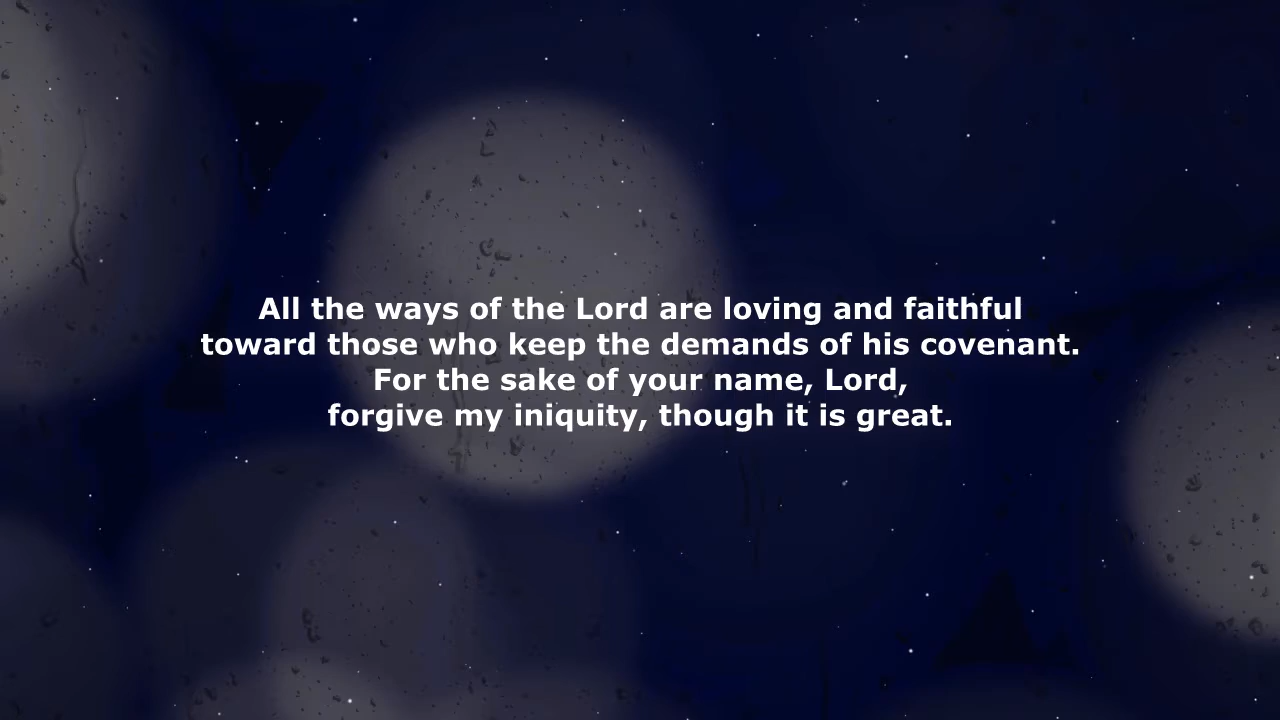 All the ways of the Lord are loving and faithful
toward those who keep the demands of his covenant.
For the sake of your name, Lord,
forgive my iniquity, though it is great.